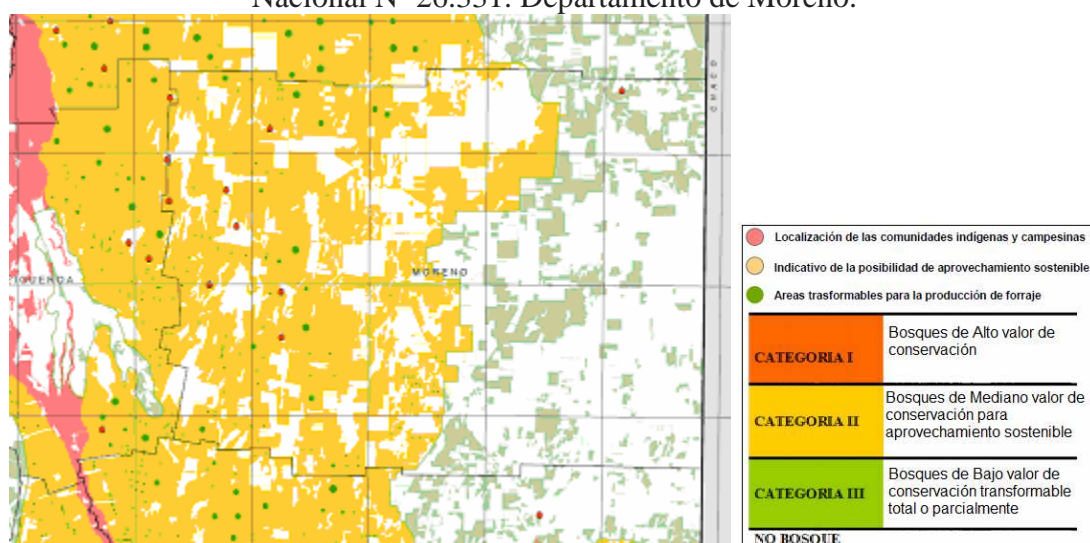 Nacional N° 26.331. Departamento de Moreno.
CHACO
MORENO
IGUEROA
Localización de las comunidades indígenas y campesinas
Indicativo de la posibilidad de aprovechamiento sostenible
Areas trasformables para la producción de forraje
CATEGORIA I
Bosques de Alto valor de
conservación
CATEGORIA II
Bosques de Mediano valor de
conservación para
aprovechamiento sostenible
CATEGORIA III
Bosques de Bajo valor de
conservación transformable
total o parcialmente
NO BOSQUE